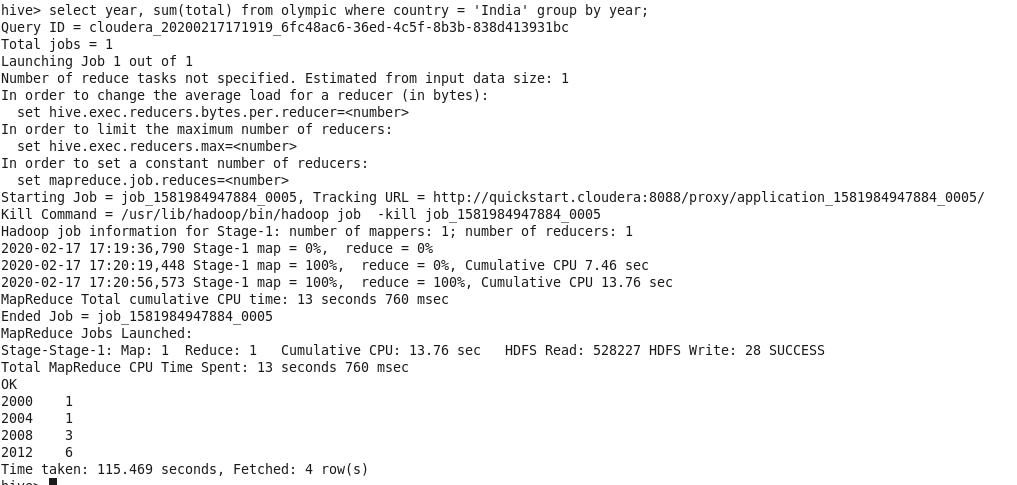 hive> select year, sum(total) from olympic where country = 'India' group by year;
Query ID = cloudera_20200217171919_6fc48ac6-36ed-4c5f-8b3b-838d413931bc
Total jobs = 1
Launching Job 1 out of 1
Number of reduce tasks not specified. Estimated from input data size: 1
In order to change the average load for a reducer (in bytes):
  set hive.exec.reducers.bytes.per.reducer=<number>
In order to limit the maximum number of reducers:
  set hive.exec.reducers.max=<number>
In order to set a constant number of reducers:
  set mapreduce.job.reduces=<number>
Starting Job = job_1581984947884_0005, Tracking URL = http://quickstart.cloudera:8088/proxy/application_1581984947884_0005/
Kill Command = /usr/lib/hadoop/bin/hadoop job  -kill job_1581984947884_0005
Hadoop job information for Stage-1: number of mappers: 1; number of reducers: 1
2020-02-17 17:19:36,790 Stage-1 map = 0%,  reduce = 0%
2020-02-17 17:20:19,448 Stage-1 map = 100%,  reduce = 0%, Cumulative CPU 7.46 sec
2020-02-17 17:20:56,573 Stage-1 map = 100%,  reduce = 100%, Cumulative CPU 13.76 sec
MapReduce Total cumulative CPU time: 13 seconds 760 msec
Ended Job = job_1581984947884_0005
MapReduce Jobs Launched:
Stage-Stage-1: Map: 1  Reduce: 1   Cumulative CPU: 13.76 sec   HDFS Read: 528227 HDFS Write: 28 SUCCESS
Total MapReduce CPU Time Spent: 13 seconds 760 msec
OK
2000    1
2004    1
2008    3
2012    6
Time taken: 115.469 seconds, Fetched: 4 row(s)
hive>